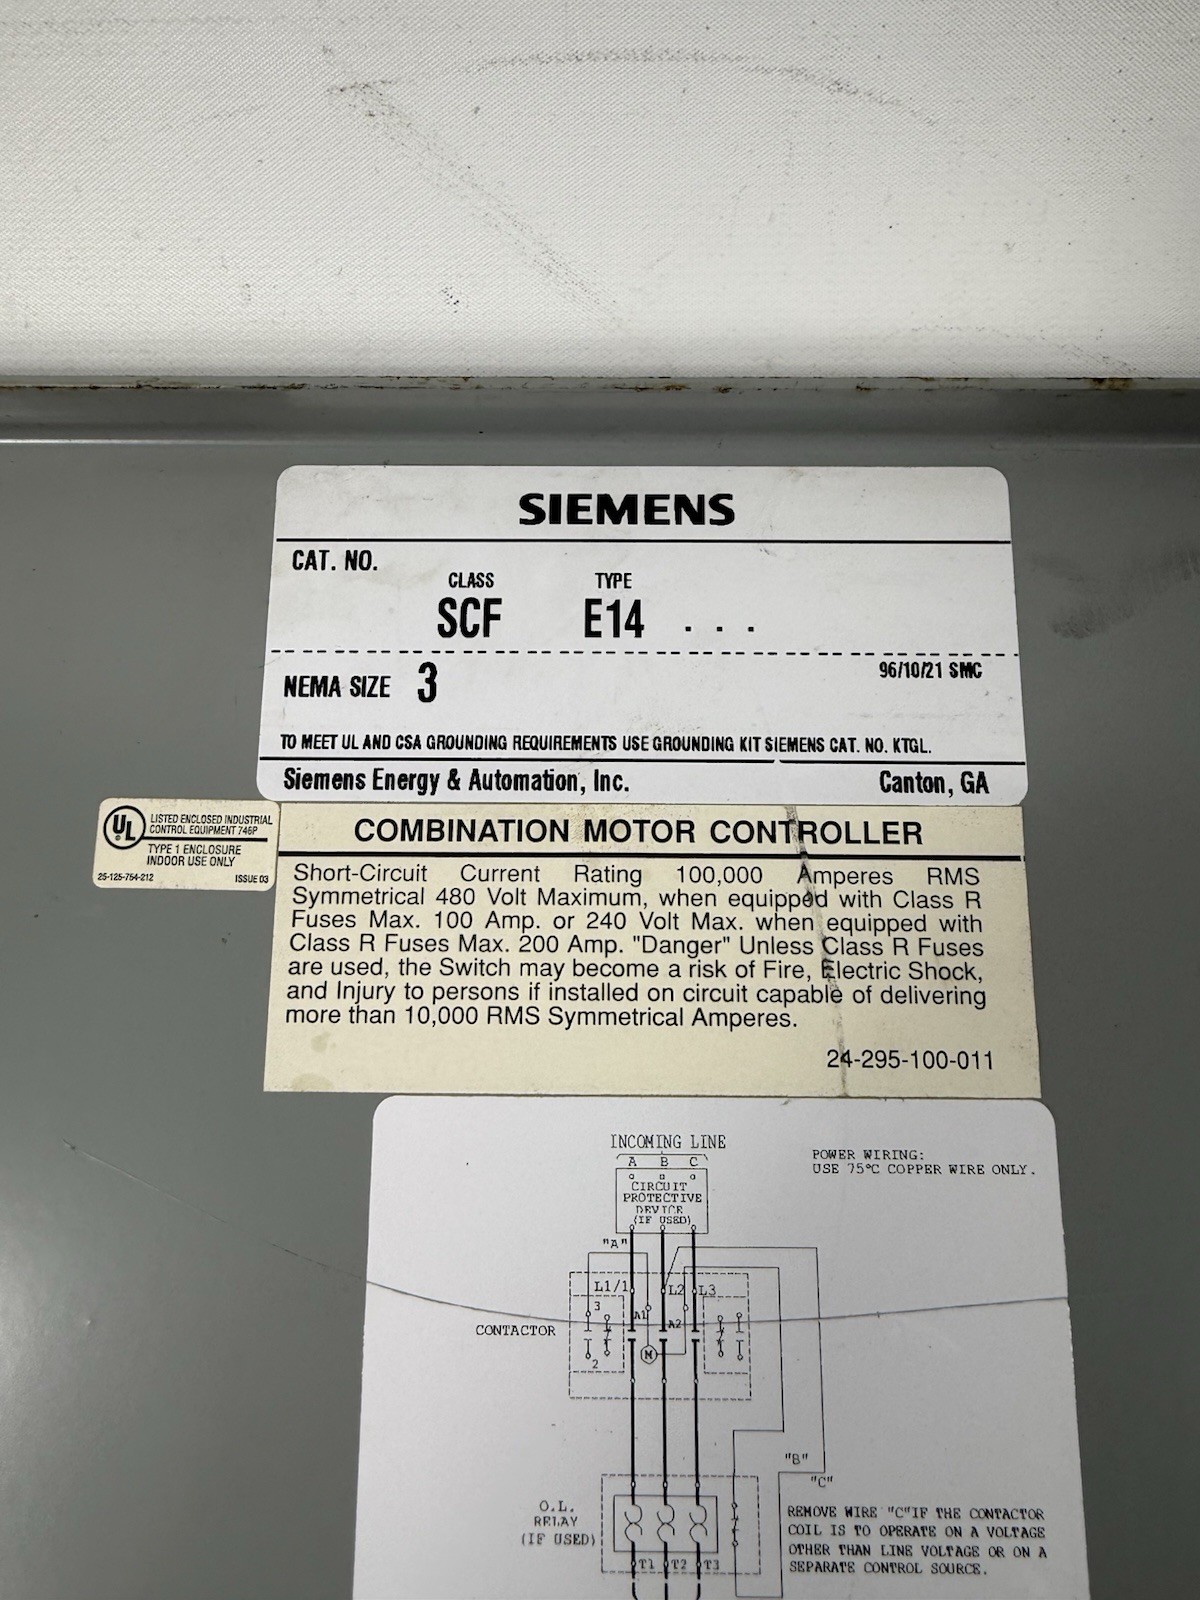 SIEMENS
CAT. NO.
CLASS TYPE
SCF E14 . . .
96/10/21 SMC
NEMA SIZE 3
TO MEET UL AND CSA GROUNDING REQUIREMENTS USE GROUNDING KIT SIEMENS CAT. NO. KTGL.
Siemens Energy & Automation, Inc. Canton, GA
UL
LISTED ENCLOSED INDUSTRIAL
CONTROL EQUIPMENT 746P
TYPE 1 ENCLOSURE
INDOOR USE ONLY
25-125-754-212 ISSUE 03
COMBINATION MOTOR CONTROLLER
Short-Circuit Current Rating 100,000 Amperes RMS
Symmetrical 480 Volt Maximum, when equipped with Class R
Fuses Max. 100 Amp. or 240 Volt Max. when equipped with
Class R Fuses Max. 200 Amp. "Danger" Unless Class R Fuses
are used, the Switch may become a risk of Fire, Electric Shock,
and Injury to persons if installed on circuit capable of delivering
more than 10,000 RMS Symmetrical Amperes.
24-295-100-011
INCOMING LINE
A B C
POWER WIRING:
USE 75°C COPPER WIRE ONLY.
CIRCUIT
PROTECTIVE
DEVICE
(IF USED)
"A"
L1/1 L2 L3
3
A1 A2
CONTACTOR
M
2
"B"
"C"
O.L.
RELAY
(IF USED)
T1 T2 T3
REMOVE WIRE "C"IF THE CONTACTOR
COIL IS TO OPERATE ON A VOLTAGE
OTHER THAN LINE VOLTAGE OR ON A
SEPARATE CONTROL SOURCE.